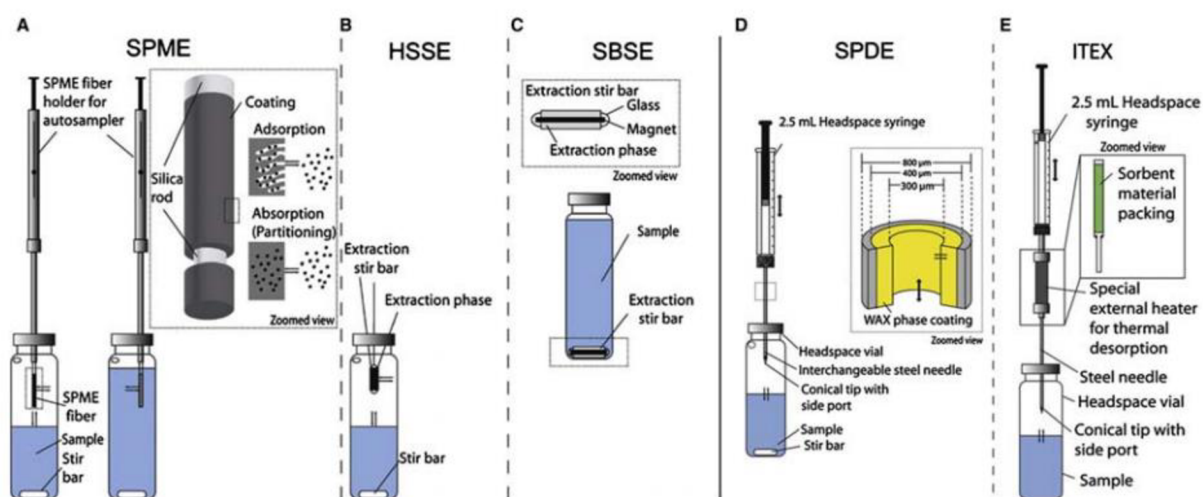 A
SPME
SPME fiber
holder for
autosampler
Coating
Adsorption
Silica
rod
Absorption
(Partitioning)
Zoomed view
SPME
fiber
Sample
Stir
bar
B
HSSE
Extraction
stir bar
Extraction phase
Stir bar
C
SBSE
Extraction stir bar
Glass
Magnet
Extraction phase
Zoomed view
Sample
Extraction
stir bar
D
SPDE
2.5 mL Headspace syringe
800 µm
400 µm
300 µm
WAX phase coating
Zoomed view
Headspace vial
Interchangeable steel needle
Conical tip with
side port
Sample
Stir bar
E
ITEX
2.5 mL Headspace
syringe
Zoomed view
Sorbent
material
packing
Special
external heater
for thermal
desorption
Steel needle
Headspace vial
Conical tip with
side port
Sample